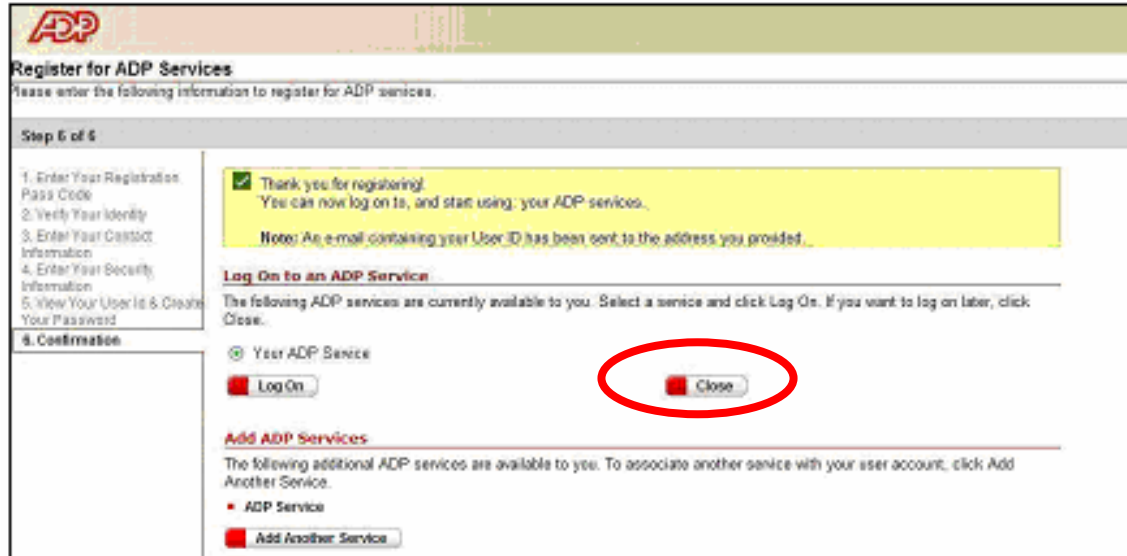 ADP
Register for ADP Services
Please enter the following information to register for ADP services.
Step 6 of 6
1. Enter Your Registration
Pass Code
2. Verify Your Identity
3. Enter Your Contact
Information
4. Enter Your Security
Information
5. View Your User Id & Create
Your Password
6. Confirmation
Thank you for registering!
You can now log on to, and start using, your ADP services.
Note: An e-mail containing your User ID has been sent to the address you provided.
Log On to an ADP Service
The following ADP services are currently available to you. Select a service and click Log On. If you want to log on later, click
Close.
Your ADP Service
Log On
Close
Add ADP Services
The following additional ADP services are available to you. To associate another service with your user account, click Add
Another Service.
ADP Service
Add Another Service